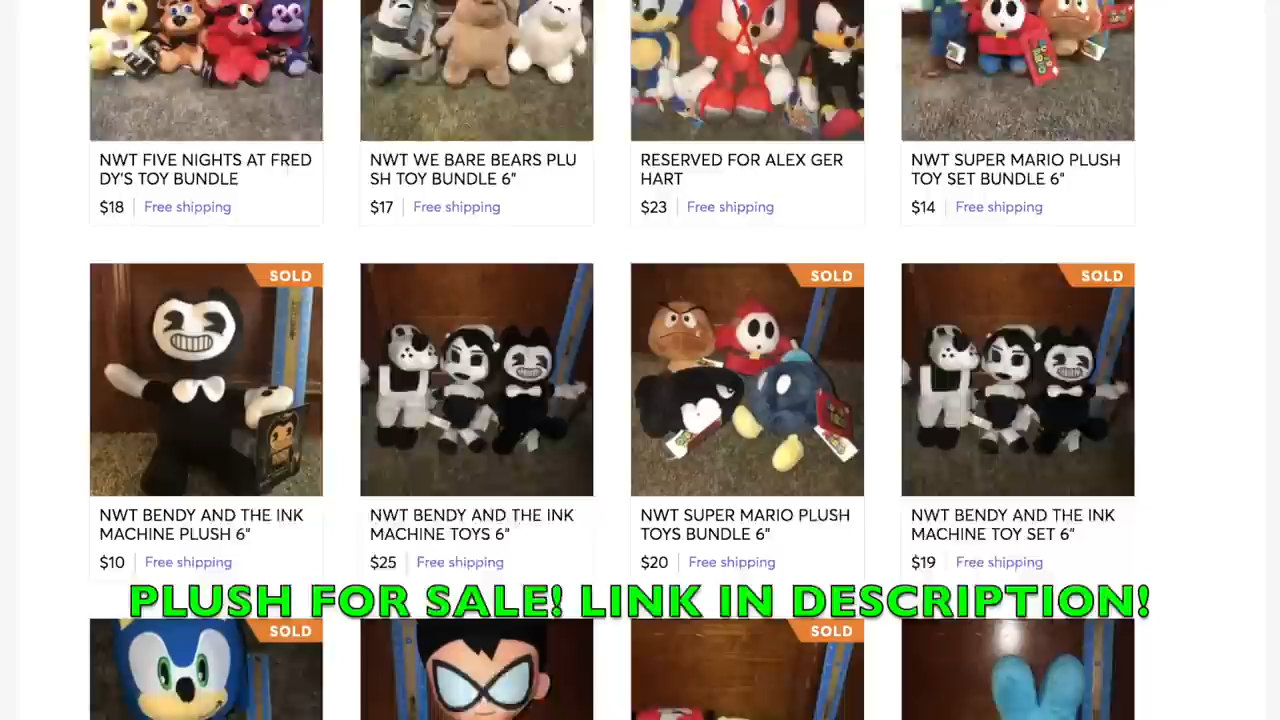 NWT FIVE NIGHTS AT FRED
DY'S TOY BUNDLE
$18 Free shipping
NWT WE BARE BEARS PLU
SH TOY BUNDLE 6"
$17 Free shipping
RESERVED FOR ALEX GER
HART
$23 Free shipping
NWT SUPER MARIO PLUSH
TOY SET BUNDLE 6"
$14 Free shipping
SOLD
NWT BENDY AND THE INK
MACHINE PLUSH 6"
$10 Free shipping
NWT BENDY AND THE INK
MACHINE TOYS 6"
$25 Free shipping
SOLD
NWT SUPER MARIO PLUSH
TOYS BUNDLE 6"
$20 Free shipping
SOLD
NWT BENDY AND THE INK
MACHINE TOY SET 6"
$19 Free shipping
PLUSH FOR SALE! LINK IN DESCRIPTION!
SOLD
SOLD